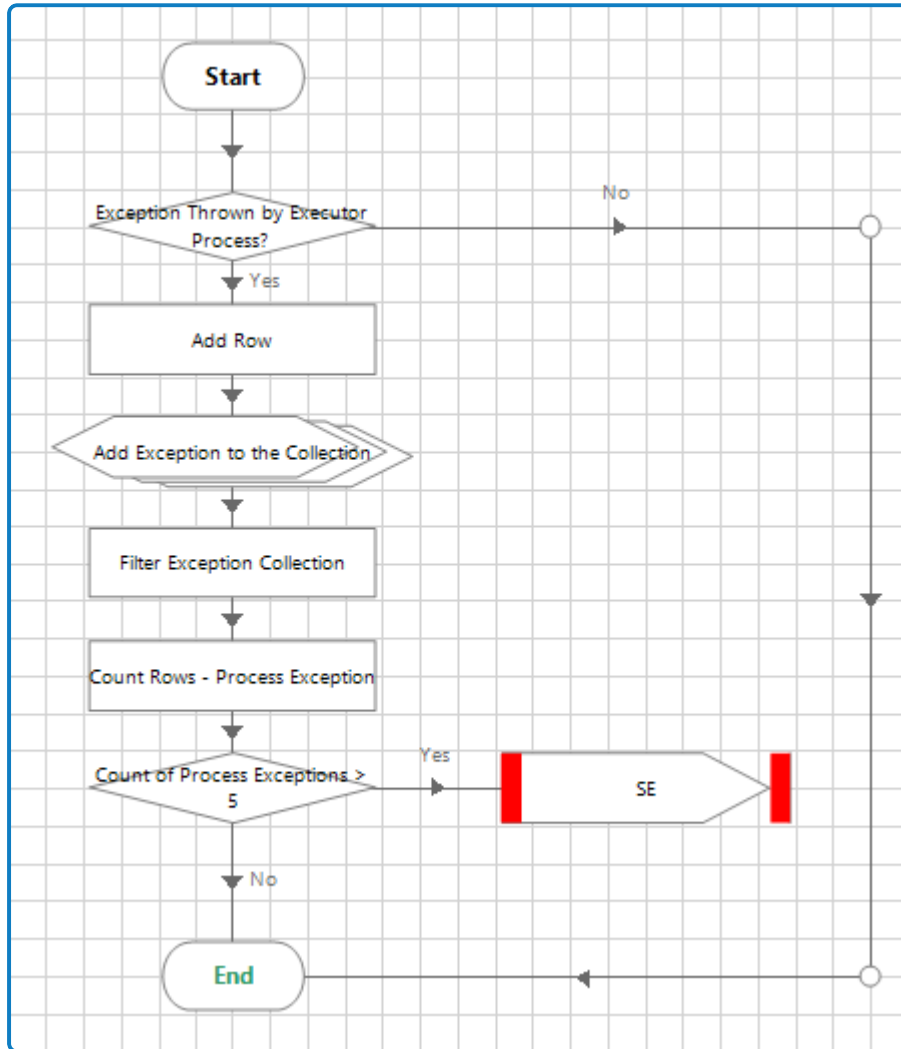 Start
Exception Thrown by Executor
Process?
No
Yes
Add Row
Add Exception to the Collection
Filter Exception Collection
Count Rows - Process Exception
Count of Process Exceptions >
5
Yes
SE
No
End